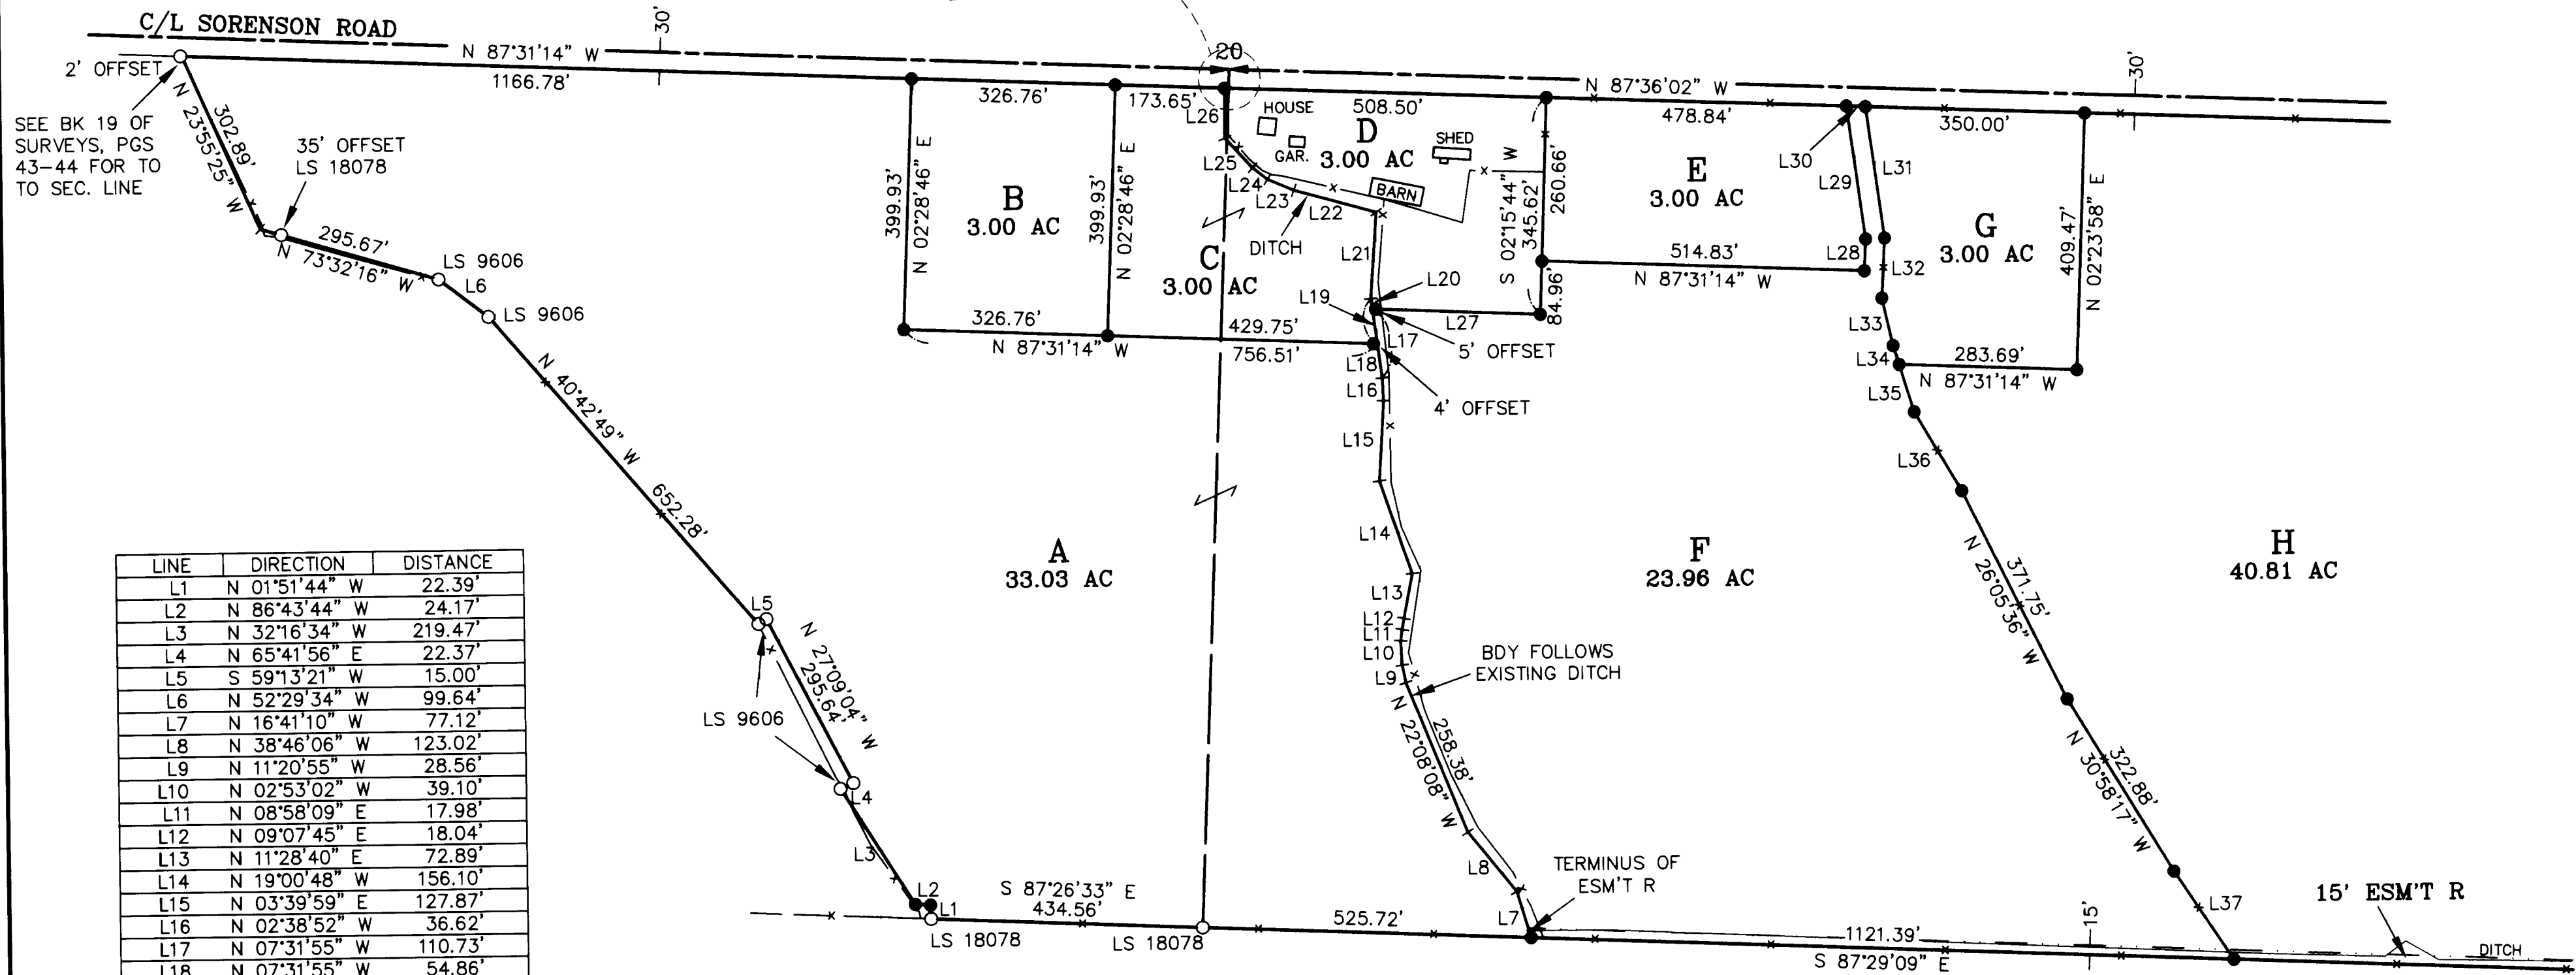 C/L SORENSON ROAD
2' OFFSET
N 87°31'14" W
1166.78'
30'
20
N 87°36'02" W
30'
SEE BK 19 OF
SURVEYS, PGS
43-44 FOR TO
TO SEC. LINE
302.89'
N 23°55'25" W
35' OFFSET
LS 18078
295.67'
N 73°32'16" W
LS 9606
L6
LS 9606
N 40°42'49" W
652.28'
326.76'
173.65'
508.50'
478.84'
350.00'
399.93'
N 02°28'46" E
B
3.00 AC
399.93'
N 02°28'46" E
L26
HOUSE
GAR.
D
3.00 AC
SHED
BARN
L25
L24
L23
L22
DITCH
C
3.00 AC
L21
L20
L19
L27
L17
5' OFFSET
L18
L16
4' OFFSET
326.76'
429.75'
N 87°31'14" W
756.51'
S 02°15'44" W
345.62'
260.66'
84.96'
E
3.00 AC
L30
L29
L31
L28
514.83'
N 87°31'14" W
L32
G
3.00 AC
409.47'
N 02°23'58" E
L33
L34
283.69'
N 87°31'14" W
L35
L36
L15
L14
L13
L12
L11
L10
L9
BDY FOLLOWS
EXISTING DITCH
A
33.03 AC
F
23.96 AC
H
40.81 AC
371.75'
N 26°05'36" W
322.88'
N 30°58'17" W
L37
258.38'
N 22°08'08" W
L8
L7
TERMINUS OF
ESM'T R
15' ESM'T R
15'
DITCH
1121.39'
S 87°29'09" E
525.72'
S 87°26'33" E
434.56'
LS 18078
LS 18078
L5
N 27°09'04" W
295.64'
LS 9606
L4
L3
L2
L1
LINE DIRECTION DISTANCE
L1 N 01°51'44" W 22.39'
L2 N 86°43'44" W 24.17'
L3 N 32°16'34" W 219.47'
L4 N 65°41'56" E 22.37'
L5 S 59°13'21" W 15.00'
L6 N 52°29'34" W 99.64'
L7 N 16°41'10" W 77.12'
L8 N 38°46'06" W 123.02'
L9 N 11°20'55" W 28.56'
L10 N 02°53'02" W 39.10'
L11 N 08°58'09" E 17.98'
L12 N 09°07'45" E 18.04'
L13 N 11°28'40" E 72.89'
L14 N 19°00'48" W 156.10'
L15 N 03°39'59" E 127.87'
L16 N 02°38'52" W 36.62'
L17 N 07°31'55" W 110.73'
L18 N 07°31'55" W 54.86'